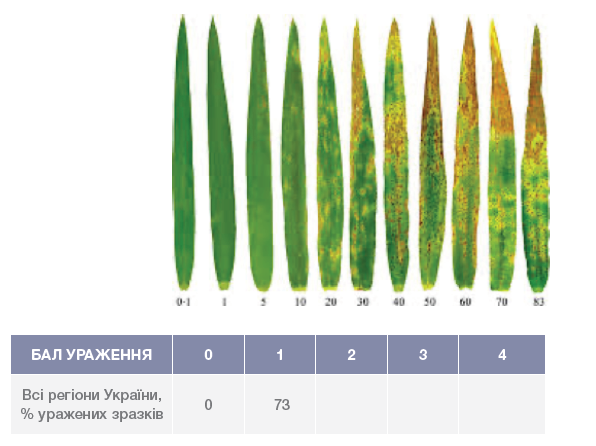 0-1 1 5 10 20 30 40 50 60 70 83
БАЛ УРАЖЕННЯ 0 1 2 3 4
Всі регіони України,
% уражених зразків 0 73